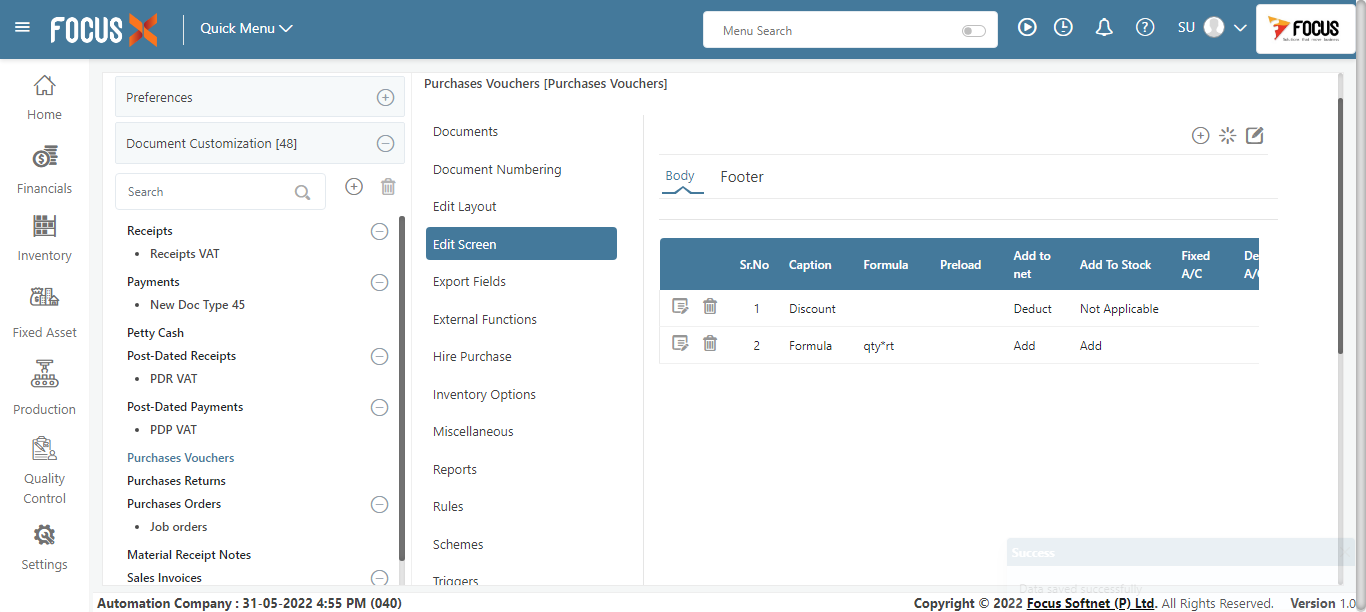 FOCUS X
Quick Menu
Menu Search
SU
FOCUS
Home
Financials
Inventory
Fixed Asset
Production
Quality
Control
Settings
Preferences
Document Customization [48]
Search
Receipts
Receipts VAT
Payments
New Doc Type 45
Petty Cash
Post-Dated Receipts
PDR VAT
Post-Dated Payments
PDP VAT
Purchases Vouchers
Purchases Returns
Purchases Orders
Job orders
Material Receipt Notes
Sales Invoices
Purchases Vouchers [Purchases Vouchers]
Documents
Document Numbering
Edit Layout
Edit Screen
Export Fields
External Functions
Hire Purchase
Inventory Options
Miscellaneous
Reports
Rules
Schemes
Triggers
Body Footer
Sr.No Caption Formula Preload Add to net Add To Stock Fixed A/C De A/C
1 Discount Deduct Not Applicable
2 Formula qty*rt Add Add
Success
Data saved successfully
Automation Company : 31-05-2022 4:55 PM (040)
Copyright © 2022 Focus Softnet (P) Ltd. All Rights Reserved. Version 1.0